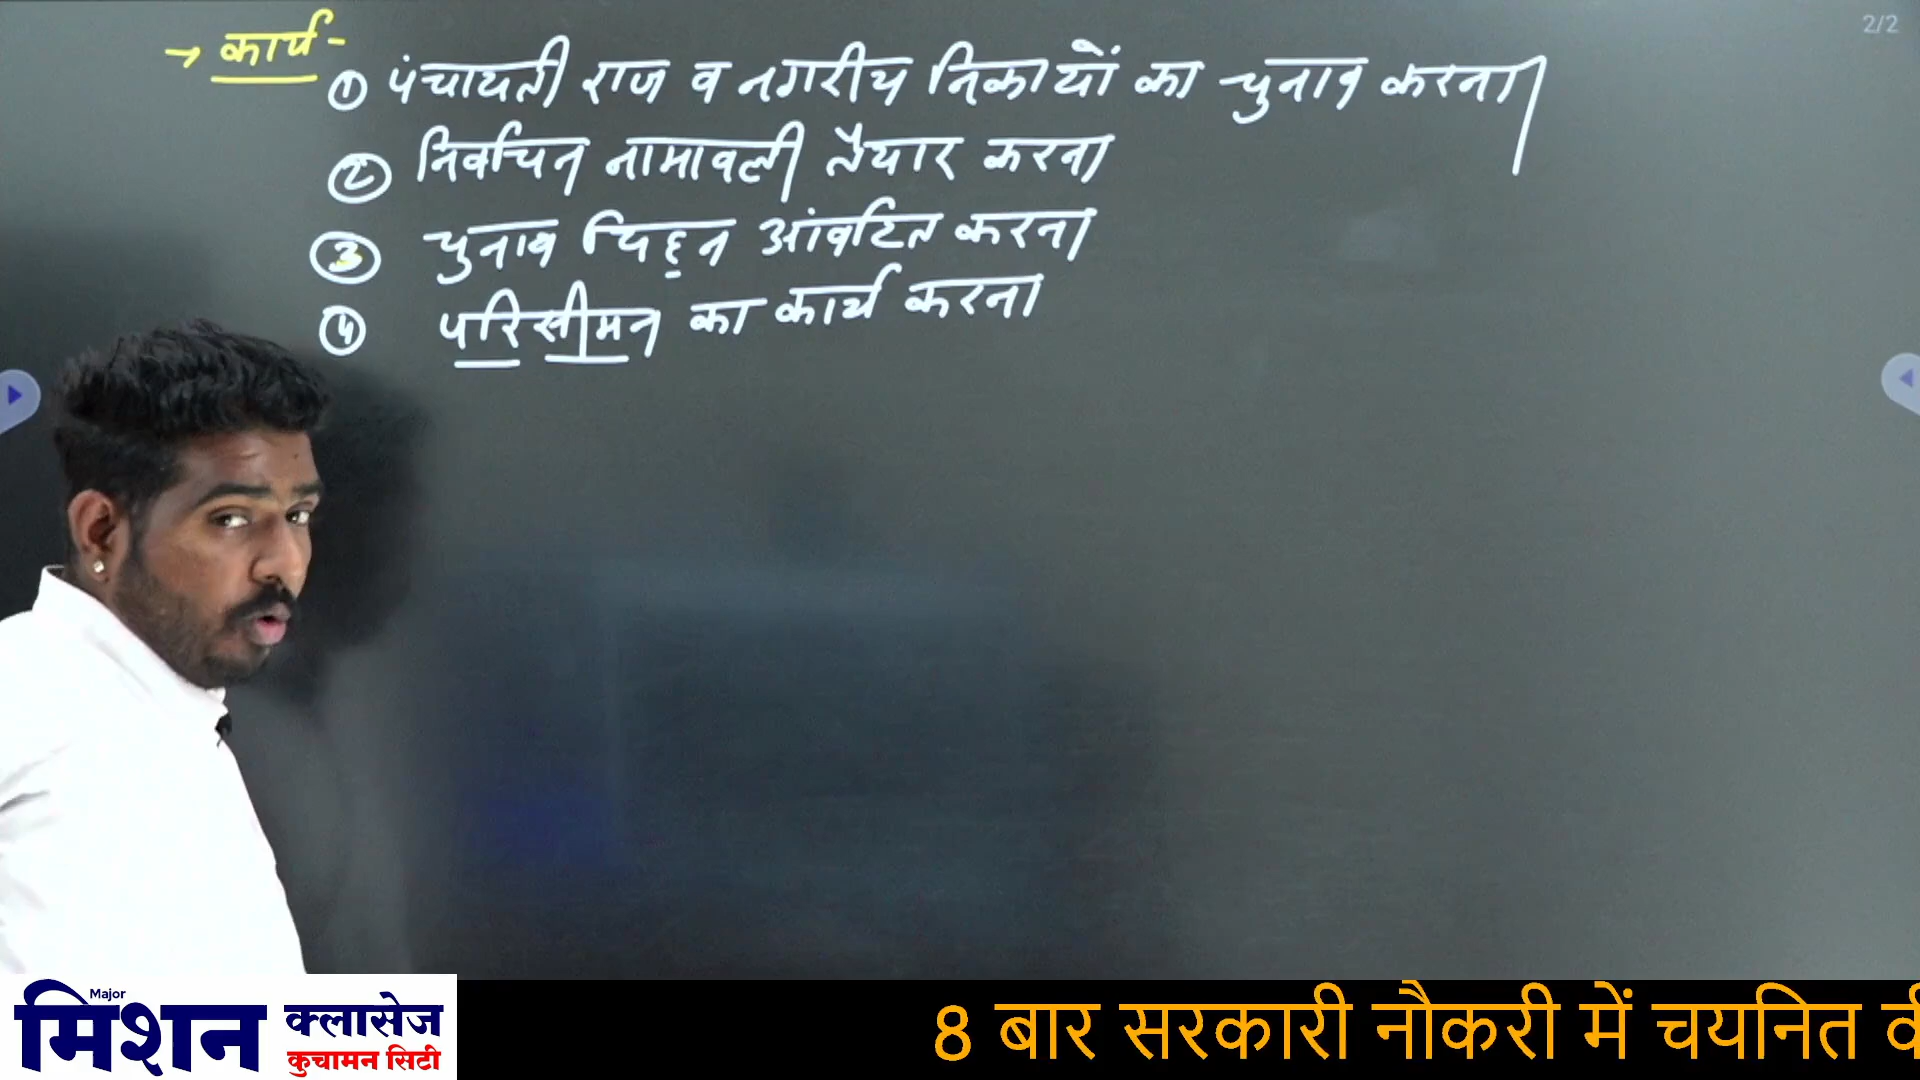 2/2
→ कार्य -
① पंचायती राज व नगरीय निकायों का चुनाव करना
② निर्वाचन नामावली तैयार करना
③ चुनाव चिह्न आंवटित करना
④ परिसीमन का कार्य करना
Major
मिशन क्लासेज
कुचामन सिटी
8 बार सरकारी नौकरी में चयनित